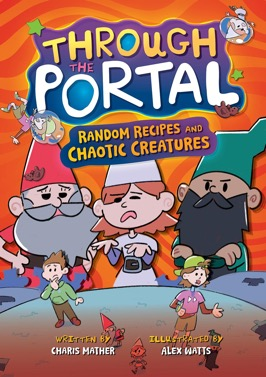 THROUGH
THE
PORTAL
RANDOM RECIPES AND
CHAOTIC CREATURES
WRITTEN BY
CHARIS MATHER
ILLUSTRATED BY
ALEX WATTS